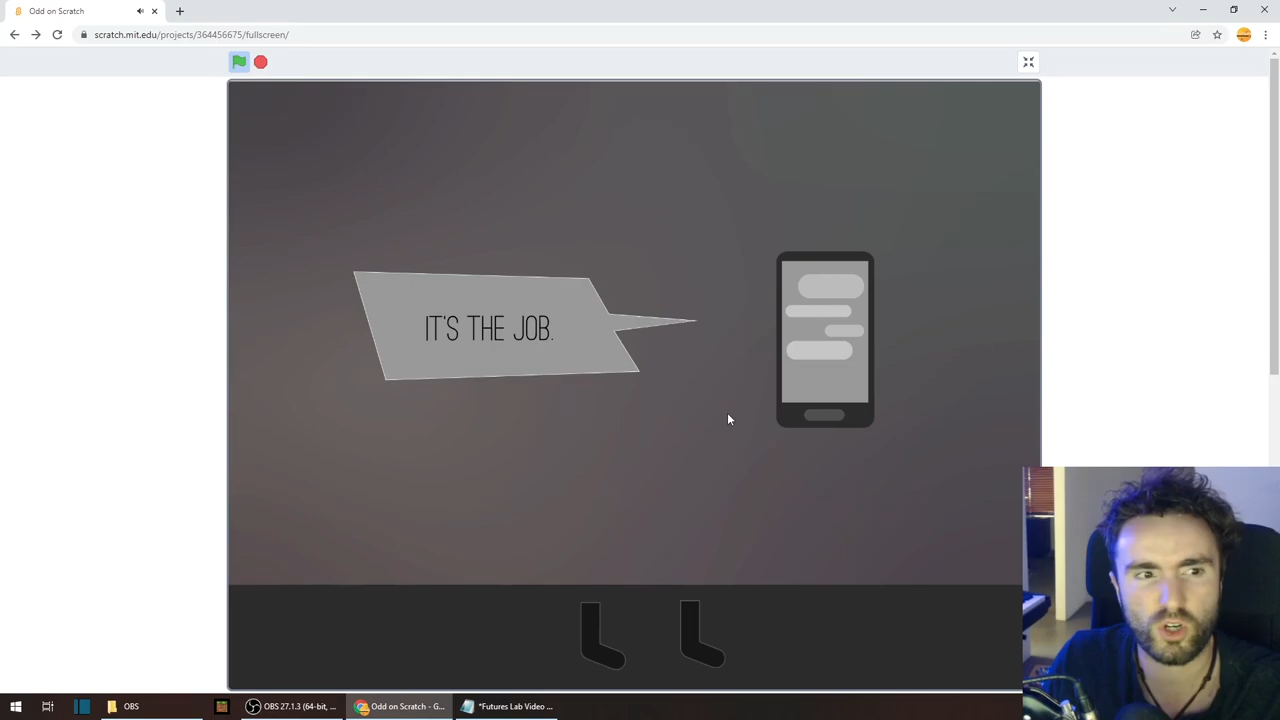 Odd on Scratch
scratch.mit.edu/projects/364456675/fullscreen/
IT'S THE JOB.
OBS
OBS 27.1.3 (64-bit, ...
Odd on Scratch - G...
*Futures Lab Video ...